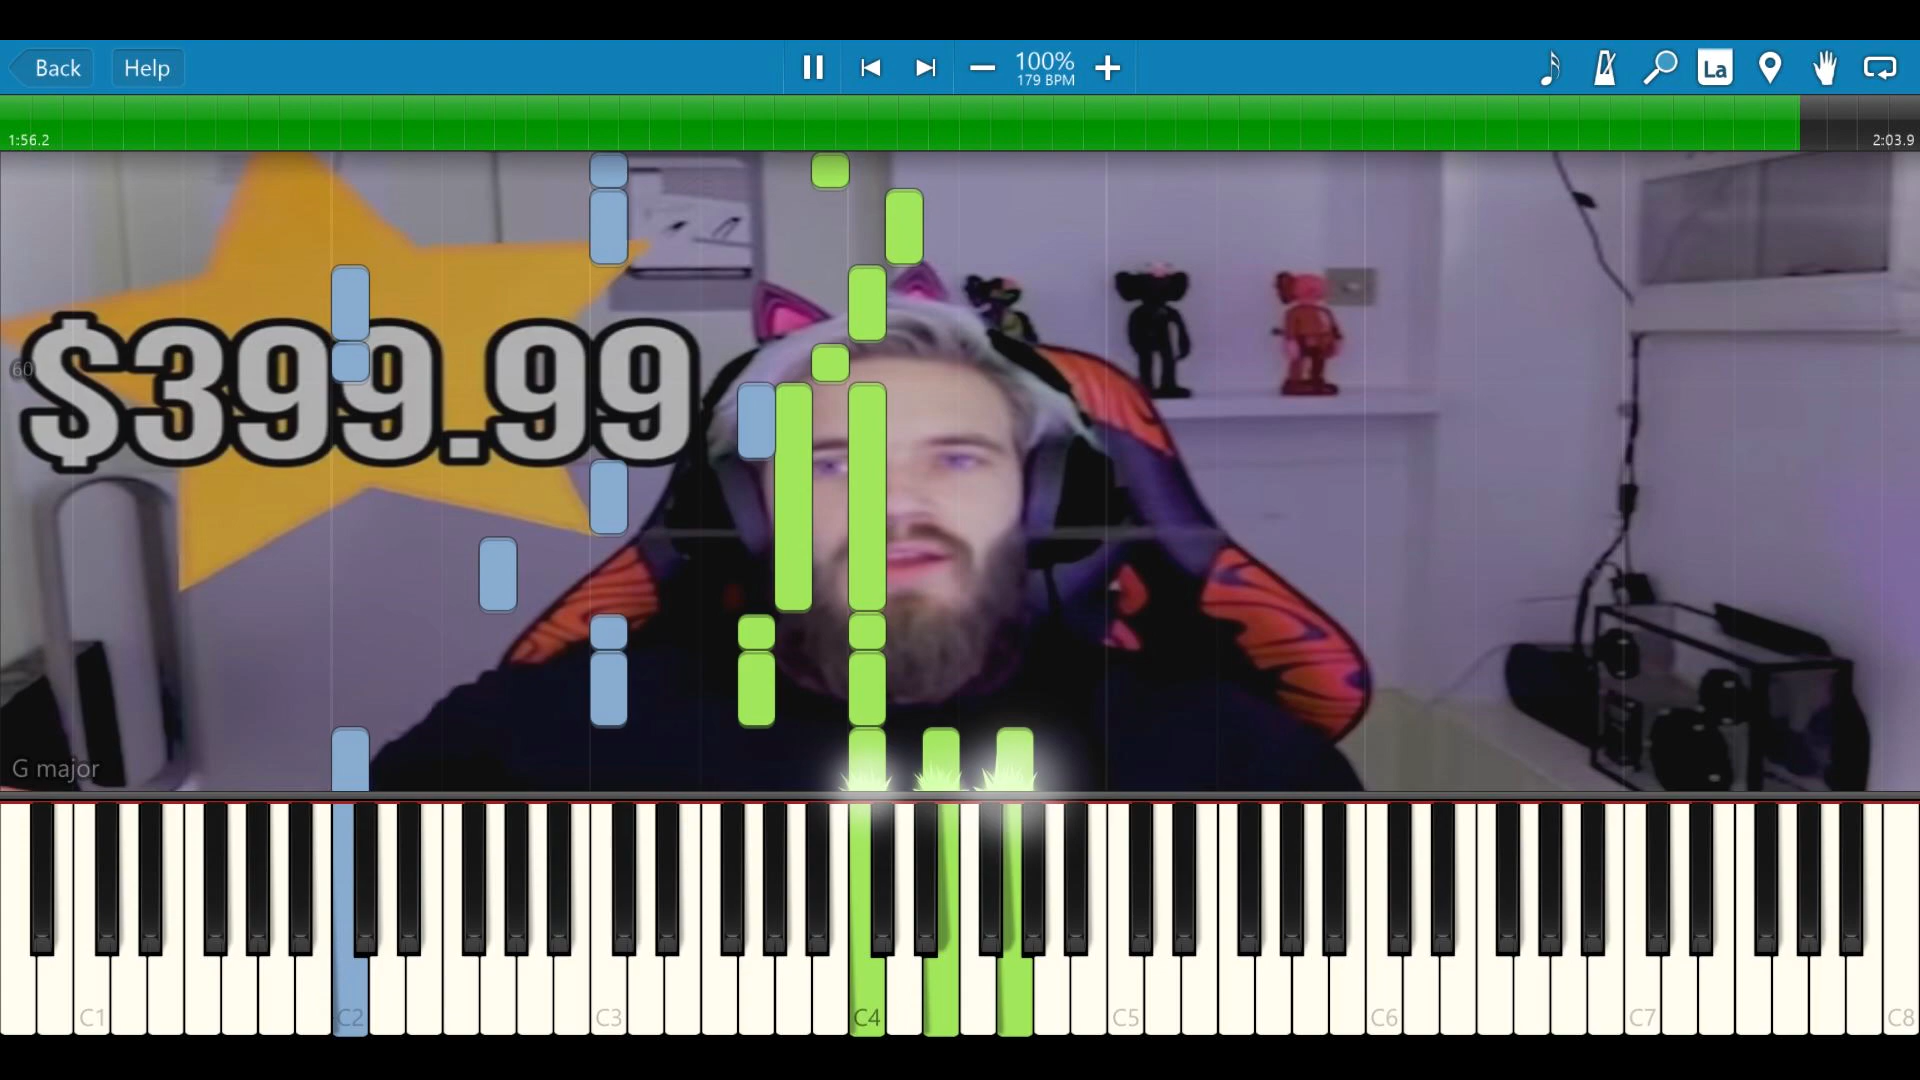 Back
Help
100%
179 BPM
La
1:56.2
2:03.9
$399.99
60
G major
C1
C2
C3
C4
C5
C6
C7
C8